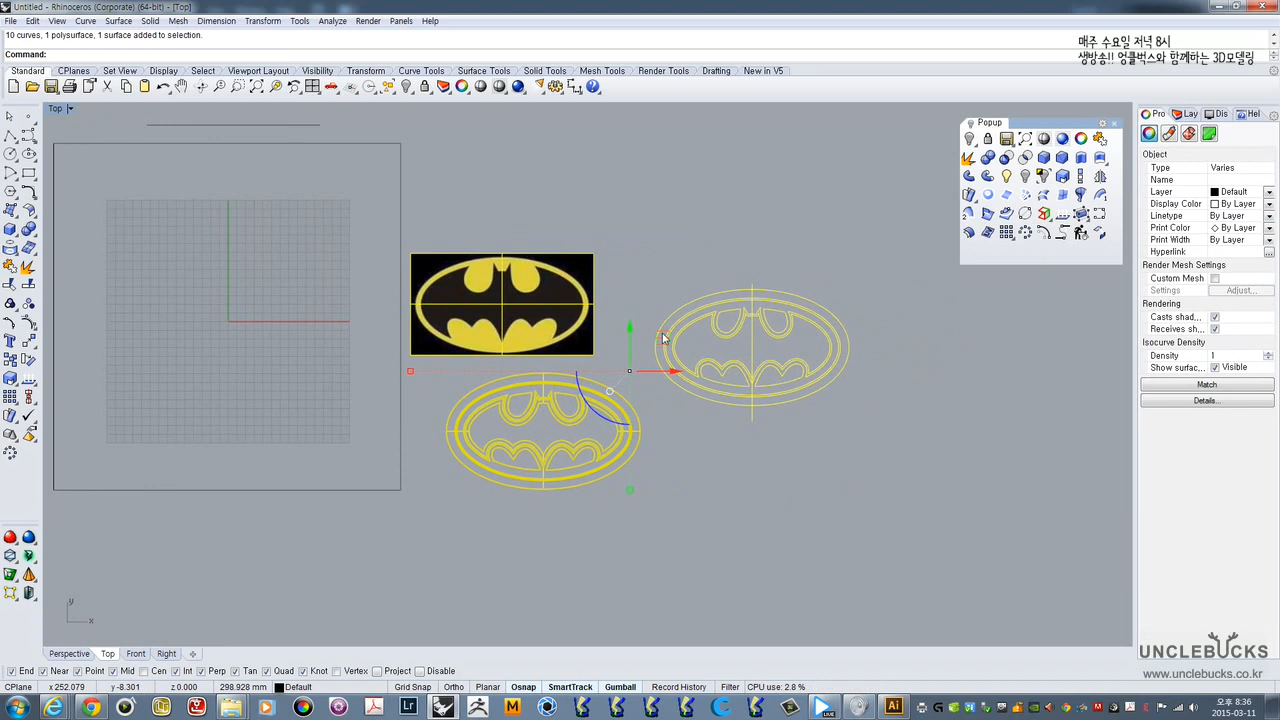 Untitled - Rhinoceros (Corporate) (64-bit) - [Top]
File Edit View Curve Surface Solid Mesh Dimension Transform Tools Analyze Render Panels Help
10 curves, 1 polysurface, 1 surface added to selection.
Command:
매주 수요일 저녁 8시
생방송!! 엉클벅스와 함께하는 3D모델링
Standard CPlanes Set View Display Select Viewport Layout Visibility Transform Curve Tools Surface Tools Solid Tools Mesh Tools Render Tools Drafting New in V5
Top
Popup
Pro Lay Dis Hel
Object
Type Varies
Name
Layer Default
Display Color By Layer
Linetype By Layer
Print Color By Layer
Print Width By Layer
Hyperlink ...
Render Mesh Settings
Custom Mesh
Settings Adjust...
Rendering
Casts shad...
Receives sh...
Isocurve Density
Density 1
Show surfac... Visible
Match
Details...
y
x
Perspective Top Front Right
End Near Point Mid Cen Int Perp Tan Quad Knot Vertex Project Disable
CPlane x 252.079 y -8.301 z 0.000 298.928 mm Default Grid Snap Ortho Planar Osnap SmartTrack Gumball Record History Filter CPU use: 2.8 %
UNCLEBUCKS
www.unclebucks.co.kr
Lr M Ai
오후 8:36
2015-03-11